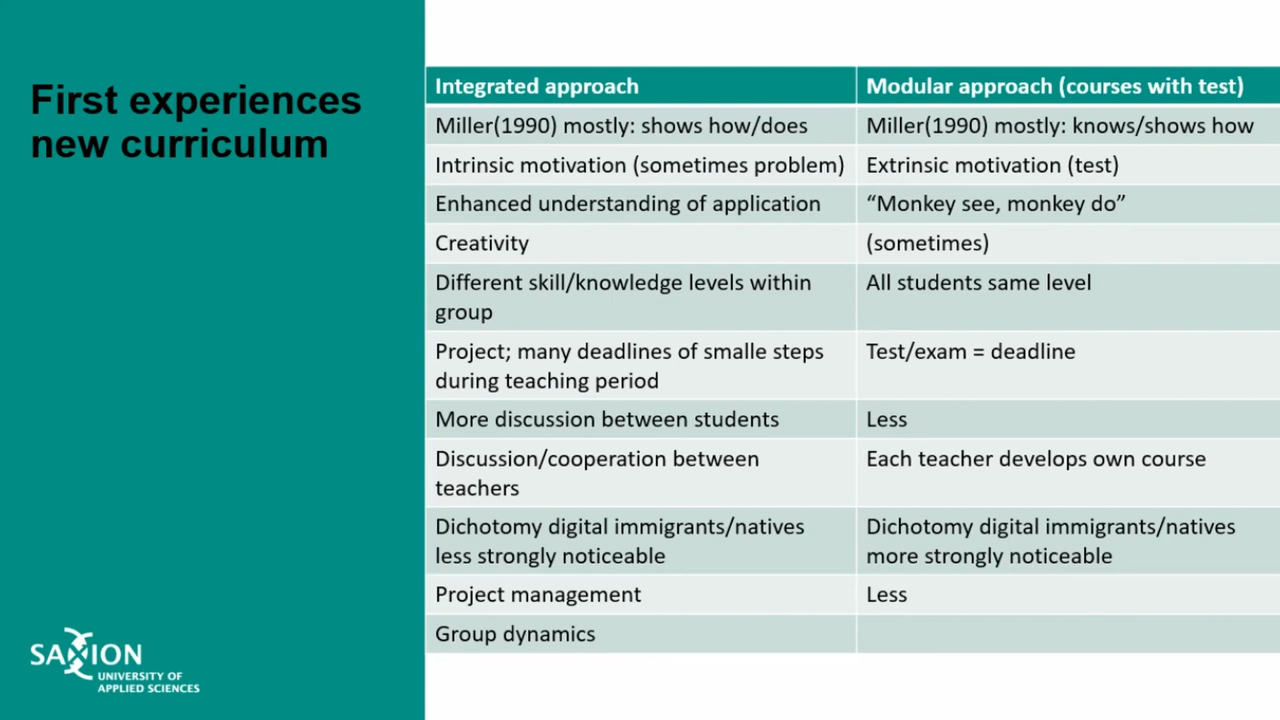 First experiences
new curriculum
Integrated approach
Modular approach (courses with test)
Miller(1990) mostly: shows how/does
Miller(1990) mostly: knows/shows how
Intrinsic motivation (sometimes problem)
Extrinsic motivation (test)
Enhanced understanding of application
“Monkey see, monkey do”
Creativity
(sometimes)
Different skill/knowledge levels within
group
All students same level
Project; many deadlines of smalle steps
during teaching period
Test/exam = deadline
More discussion between students
Less
Discussion/cooperation between
teachers
Each teacher develops own course
Dichotomy digital immigrants/natives
less strongly noticeable
Dichotomy digital immigrants/natives
more strongly noticeable
Project management
Less
Group dynamics
SAXION
UNIVERSITY OF
APPLIED SCIENCES